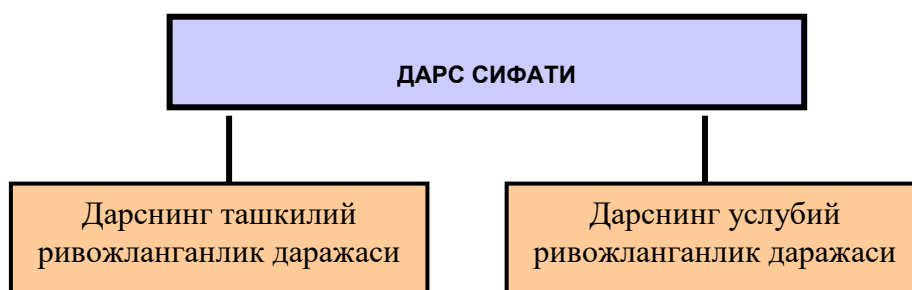 ДАРС СИФАТИ
Дарснинг ташкилий
ривожланганлик даражаси
Дарснинг услубий
ривожланганлик даражаси